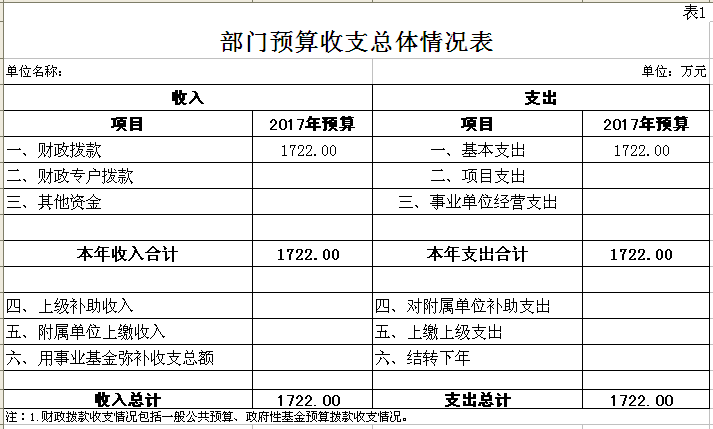 表1
部门预算收支总体情况表
单位名称： 单位：万元
收入 支出
项目 2017年预算 项目 2017年预算
一、财政拨款 1722.00 一、基本支出 1722.00
二、财政专户拨款 二、项目支出
三、其他资金 三、事业单位经营支出
本年收入合计 1722.00 本年支出合计 1722.00
四、上级补助收入 四、对附属单位补助支出
五、附属单位上缴收入 五、上缴上级支出
六、用事业基金弥补收支总额 六、结转下年
收入总计 1722.00 支出总计 1722.00
注：1.财政拨款收支情况包括一般公共预算、政府性基金预算拨款收支情况。